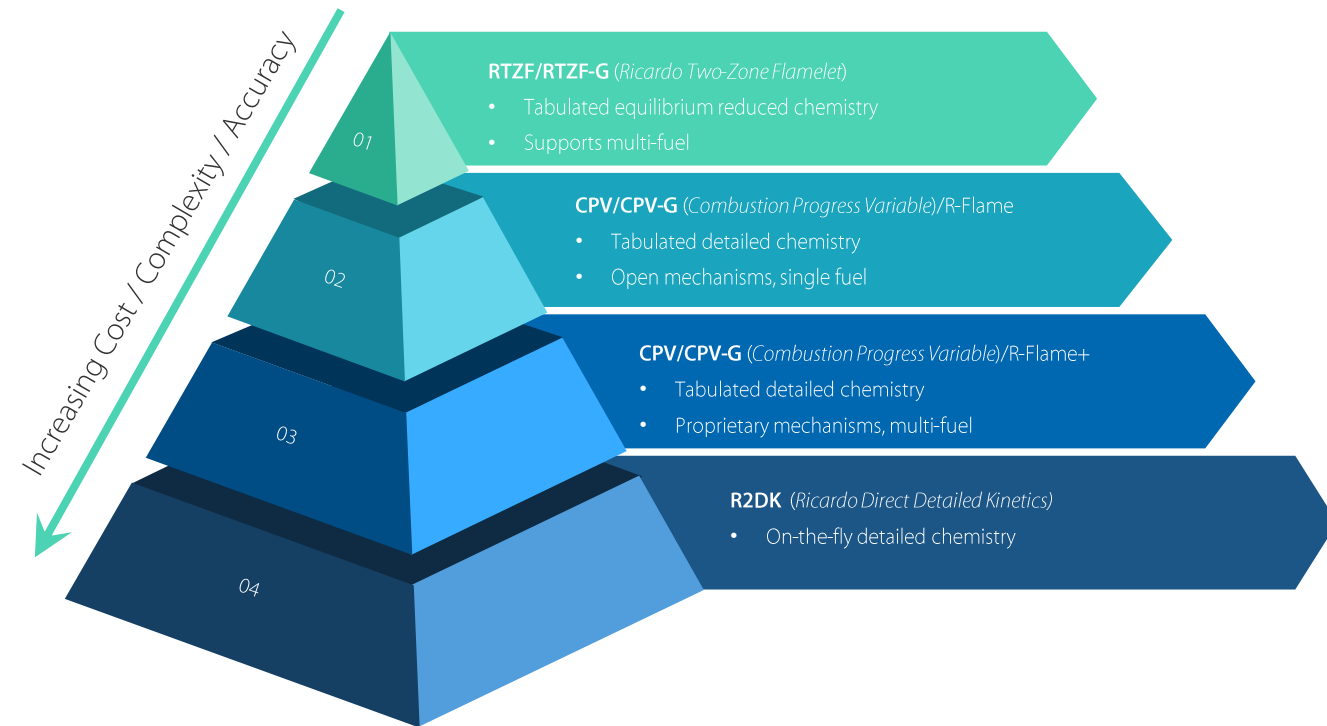 Increasing Cost / Complexity / Accuracy
01
RTZF/RTZF-G (Ricardo Two-Zone Flamelet)
• Tabulated equilibrium reduced chemistry
• Supports multi-fuel
02
CPV/CPV-G (Combustion Progress Variable)/R-Flame
• Tabulated detailed chemistry
• Open mechanisms, single fuel
03
CPV/CPV-G (Combustion Progress Variable)/R-Flame+
• Tabulated detailed chemistry
• Proprietary mechanisms, multi-fuel
04
R2DK (Ricardo Direct Detailed Kinetics)
• On-the-fly detailed chemistry